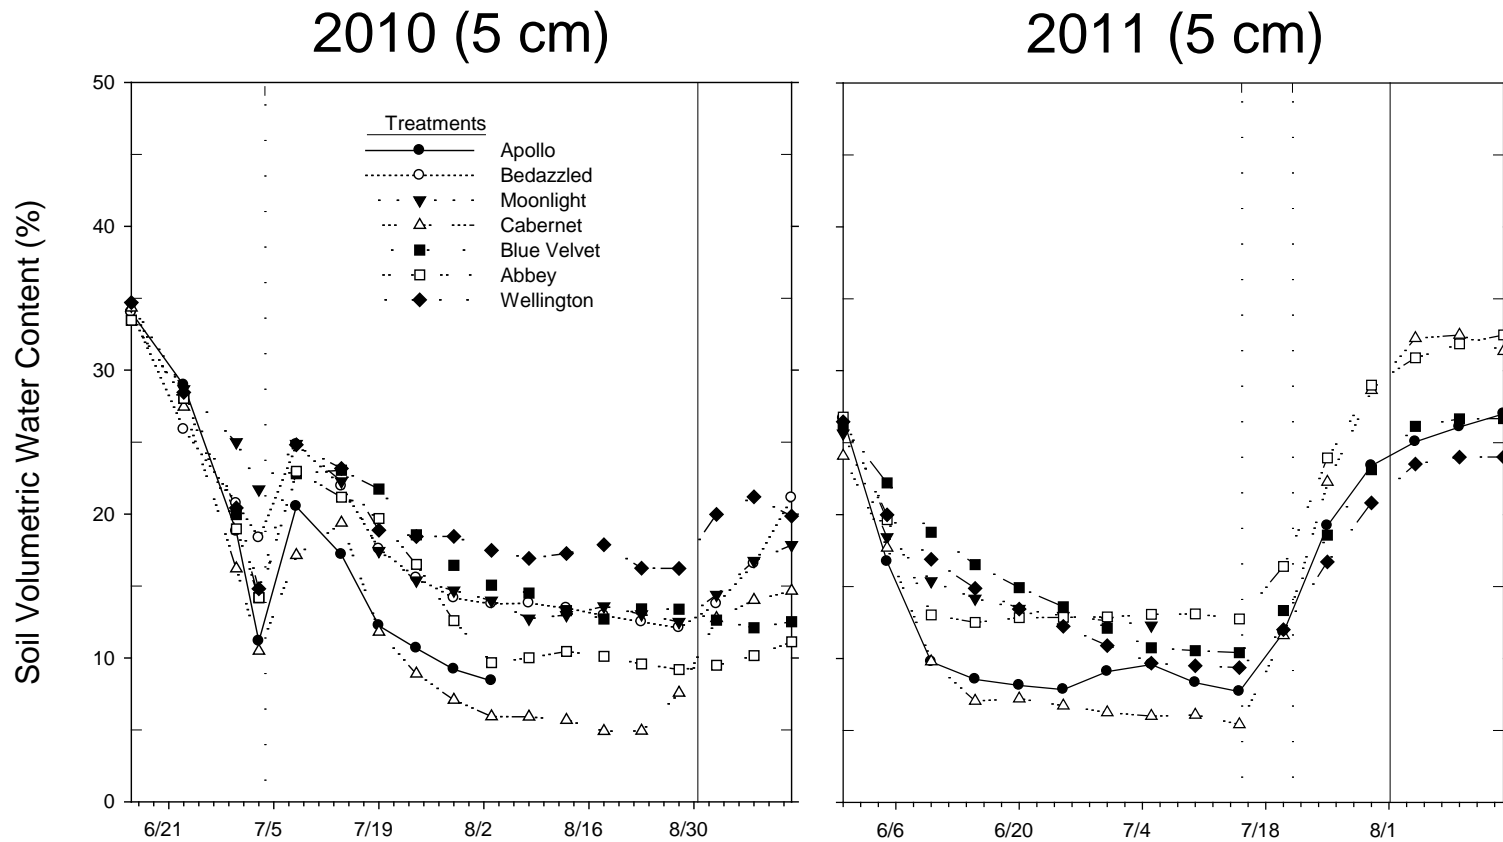 2010 (5 cm)
2011 (5 cm)
Soil Volumetric Water Content (%)
50
40
30
20
10
0
Treatments
Apollo
Bedazzled
Moonlight
Cabernet
Blue Velvet
Abbey
Wellington
6/21 7/5 7/19 8/2 8/16 8/30
6/6 6/20 7/4 7/18 8/1